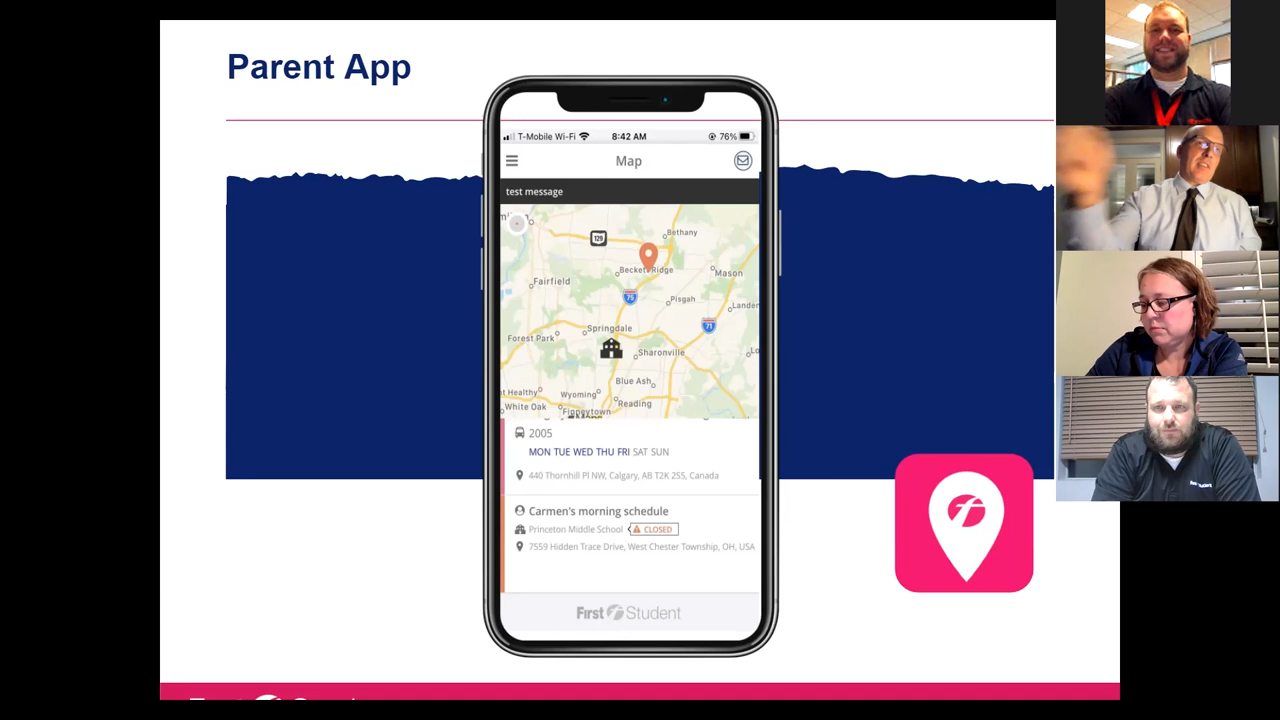 Parent App
T-Mobile Wi-Fi 8:42 AM 76%
Map
test message
129
Bethany
Beckett Ridge
Fairfield
Mason
75
Pisgah
Landen
71
Springdale
Forest Park
Sharonville
Blue Ash
Wyoming
Reading
White Oak
Finneytown
2005
MON TUE WED THU FRI SAT SUN
440 Thornhill Pl NW, Calgary, AB T2K 2S5, Canada
Carmen's morning schedule
Princeton Middle School CLOSED
7559 Hidden Trace Drive, West Chester Township, OH, USA
First Student